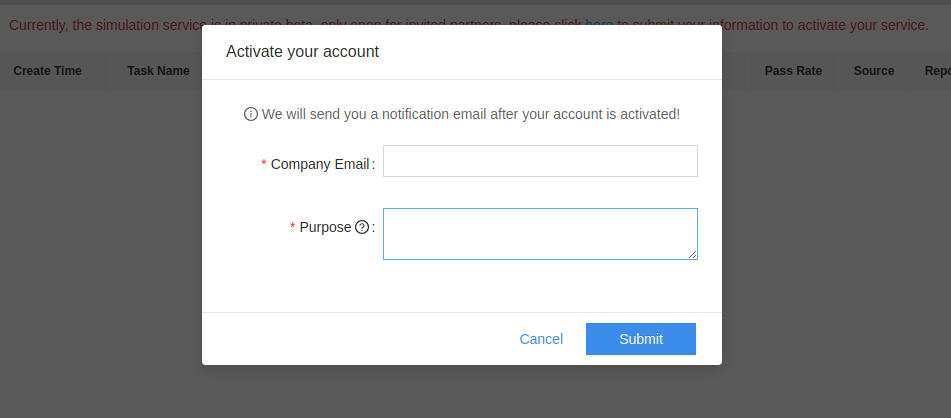 Currently, the simulation service is in private beta, only open for invited partners, please click here to submit your information to activate your service.
Activate your account
Create Time Task Name Pass Rate Source Repo
We will send you a notification email after your account is activated!
* Company Email:
* Purpose ? :
Cancel Submit